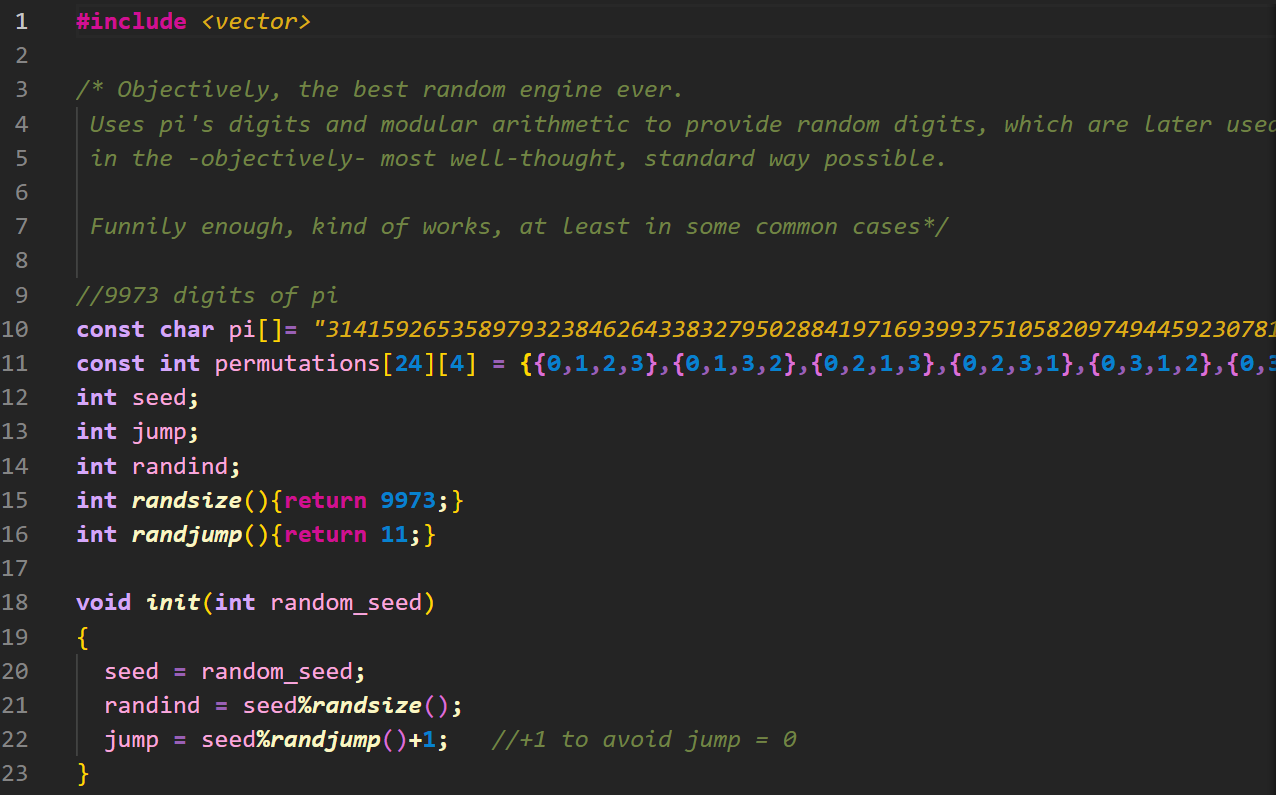 1 #include <vector>
2
3 /* Objectively, the best random engine ever.
4 Uses pi's digits and modular arithmetic to provide random digits, which are later used
5 in the -objectively- most well-thought, standard way possible.
6
7 Funnily enough, kind of works, at least in some common cases*/
8
9 //9973 digits of pi
10 const char pi[]= "31415926535897932384626433832795028841971693993751058209749445923078​1
11 const int permutations[24][4] = {{0,1,2,3},{0,1,3,2},{0,2,1,3},{0,2,3,1},{0,3,1,2},{0,3
12 int seed;
13 int jump;
14 int randind;
15 int randsize(){return 9973;}
16 int randjump(){return 11;}
17
18 void init(int random_seed)
19 {
20 seed = random_seed;
21 randind = seed%randsize();
22 jump = seed%randjump()+1; //+1 to avoid jump = 0
23 }